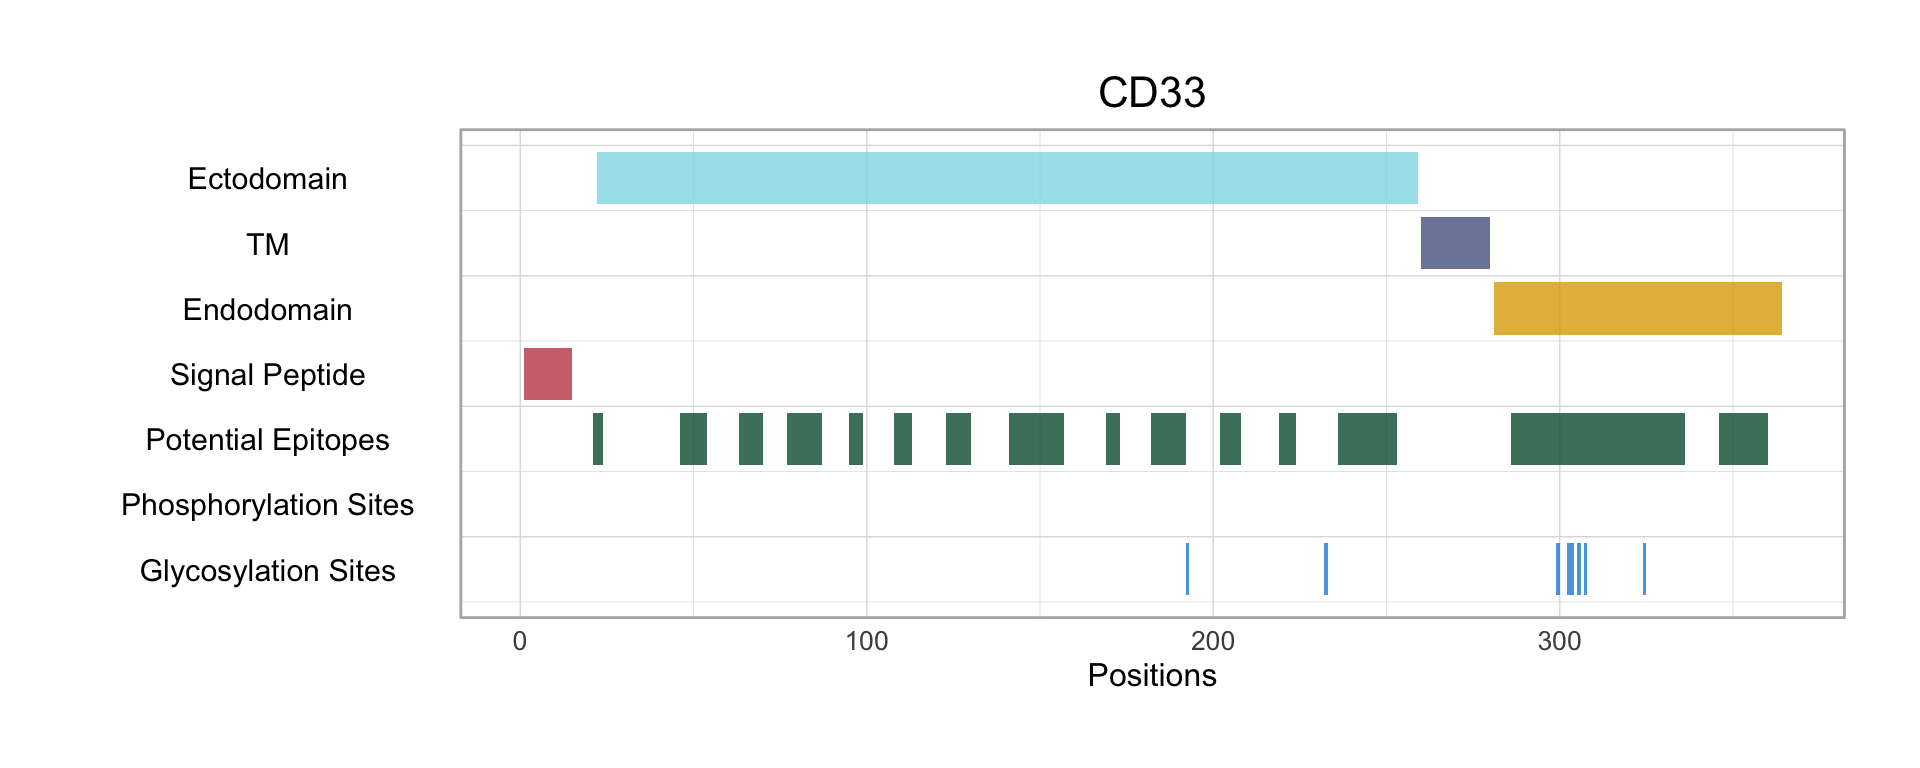 CD33
Ectodomain
TM
Endodomain
Signal Peptide
Potential Epitopes
Phosphorylation Sites
Glycosylation Sites
0 100 200 300
Positions